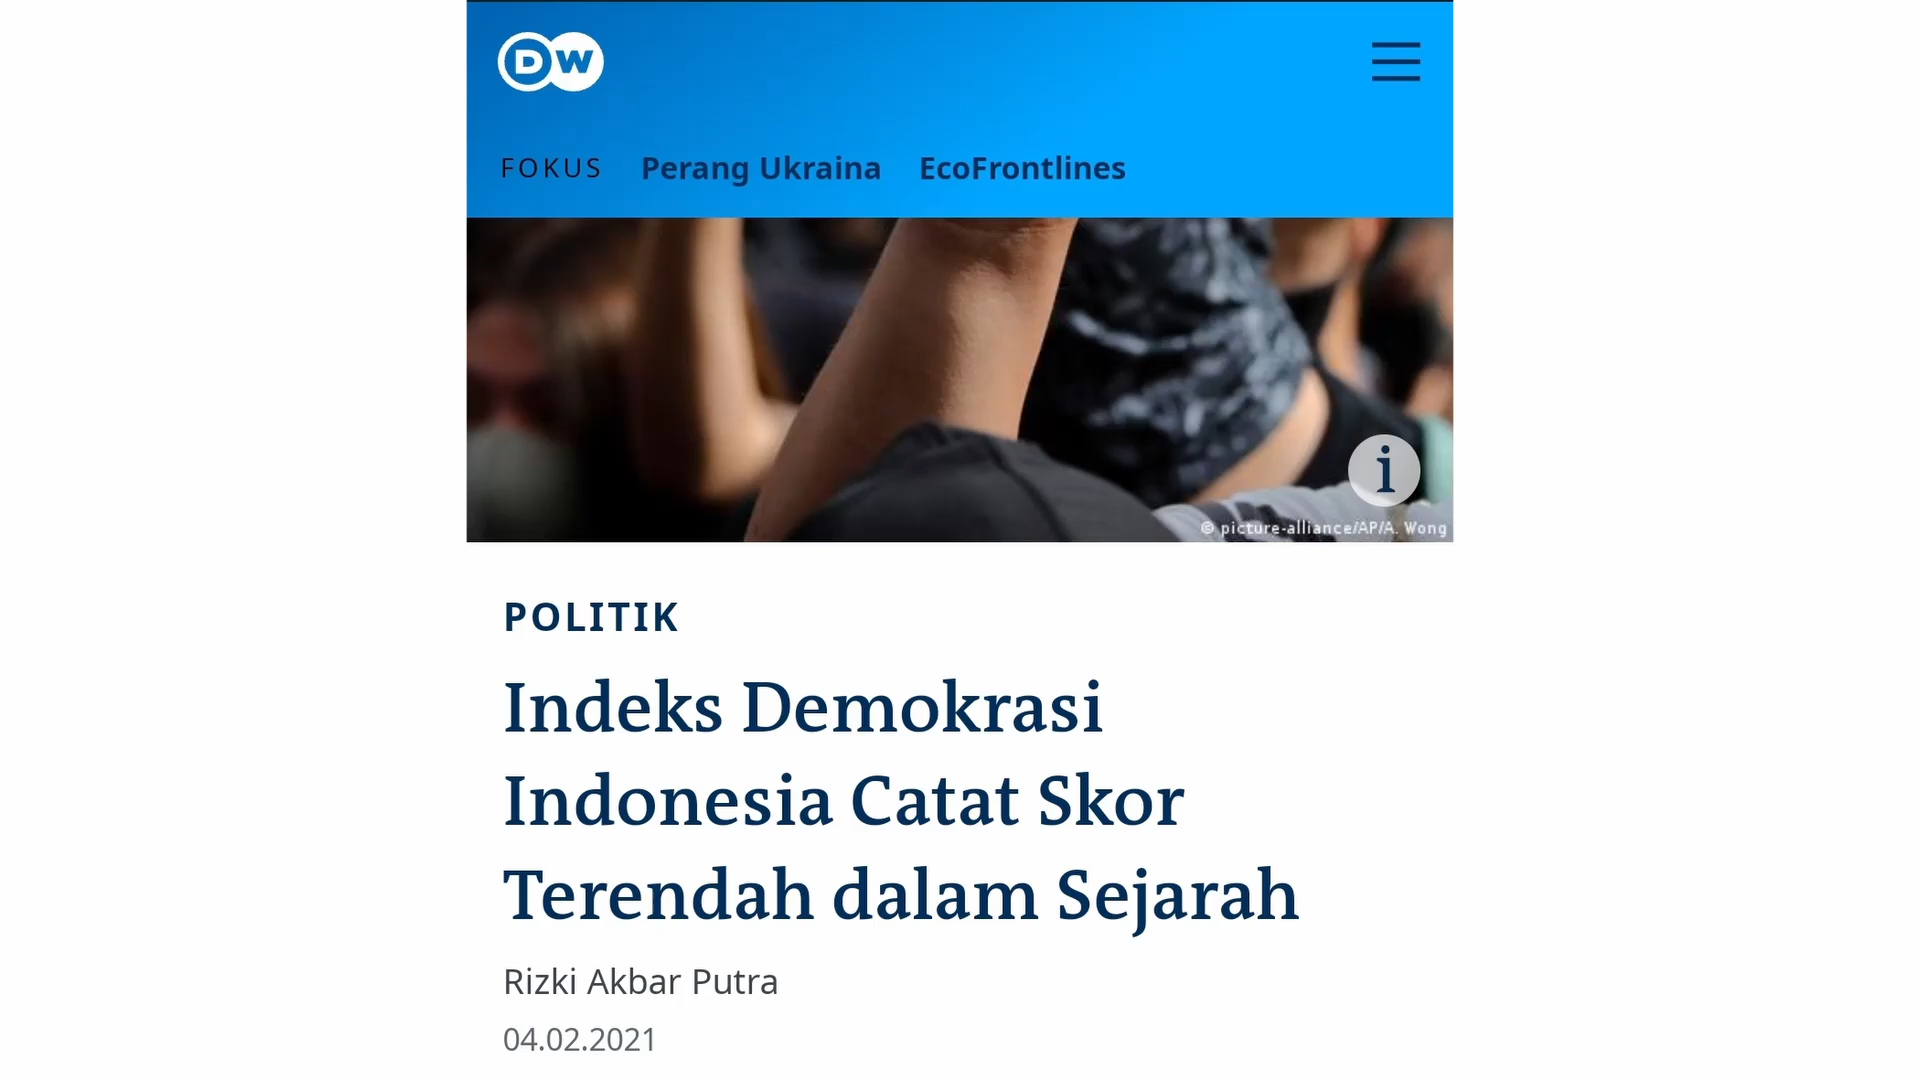 DW
FOKUS Perang Ukraina EcoFrontlines
i
© picture-alliance/AP/A. Wong
POLITIK
Indeks Demokrasi
Indonesia Catat Skor
Terendah dalam Sejarah
Rizki Akbar Putra
04.02.2021